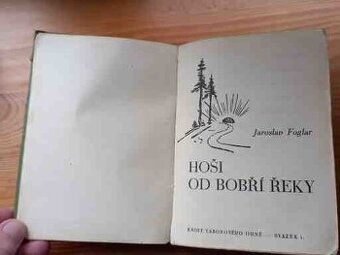 Jaroslav Foglar
HOŠI
OD BOBŘÍ ŘEKY
KNIHY TÁBOROVÉHO OHNĚ — SVAZEK 1.